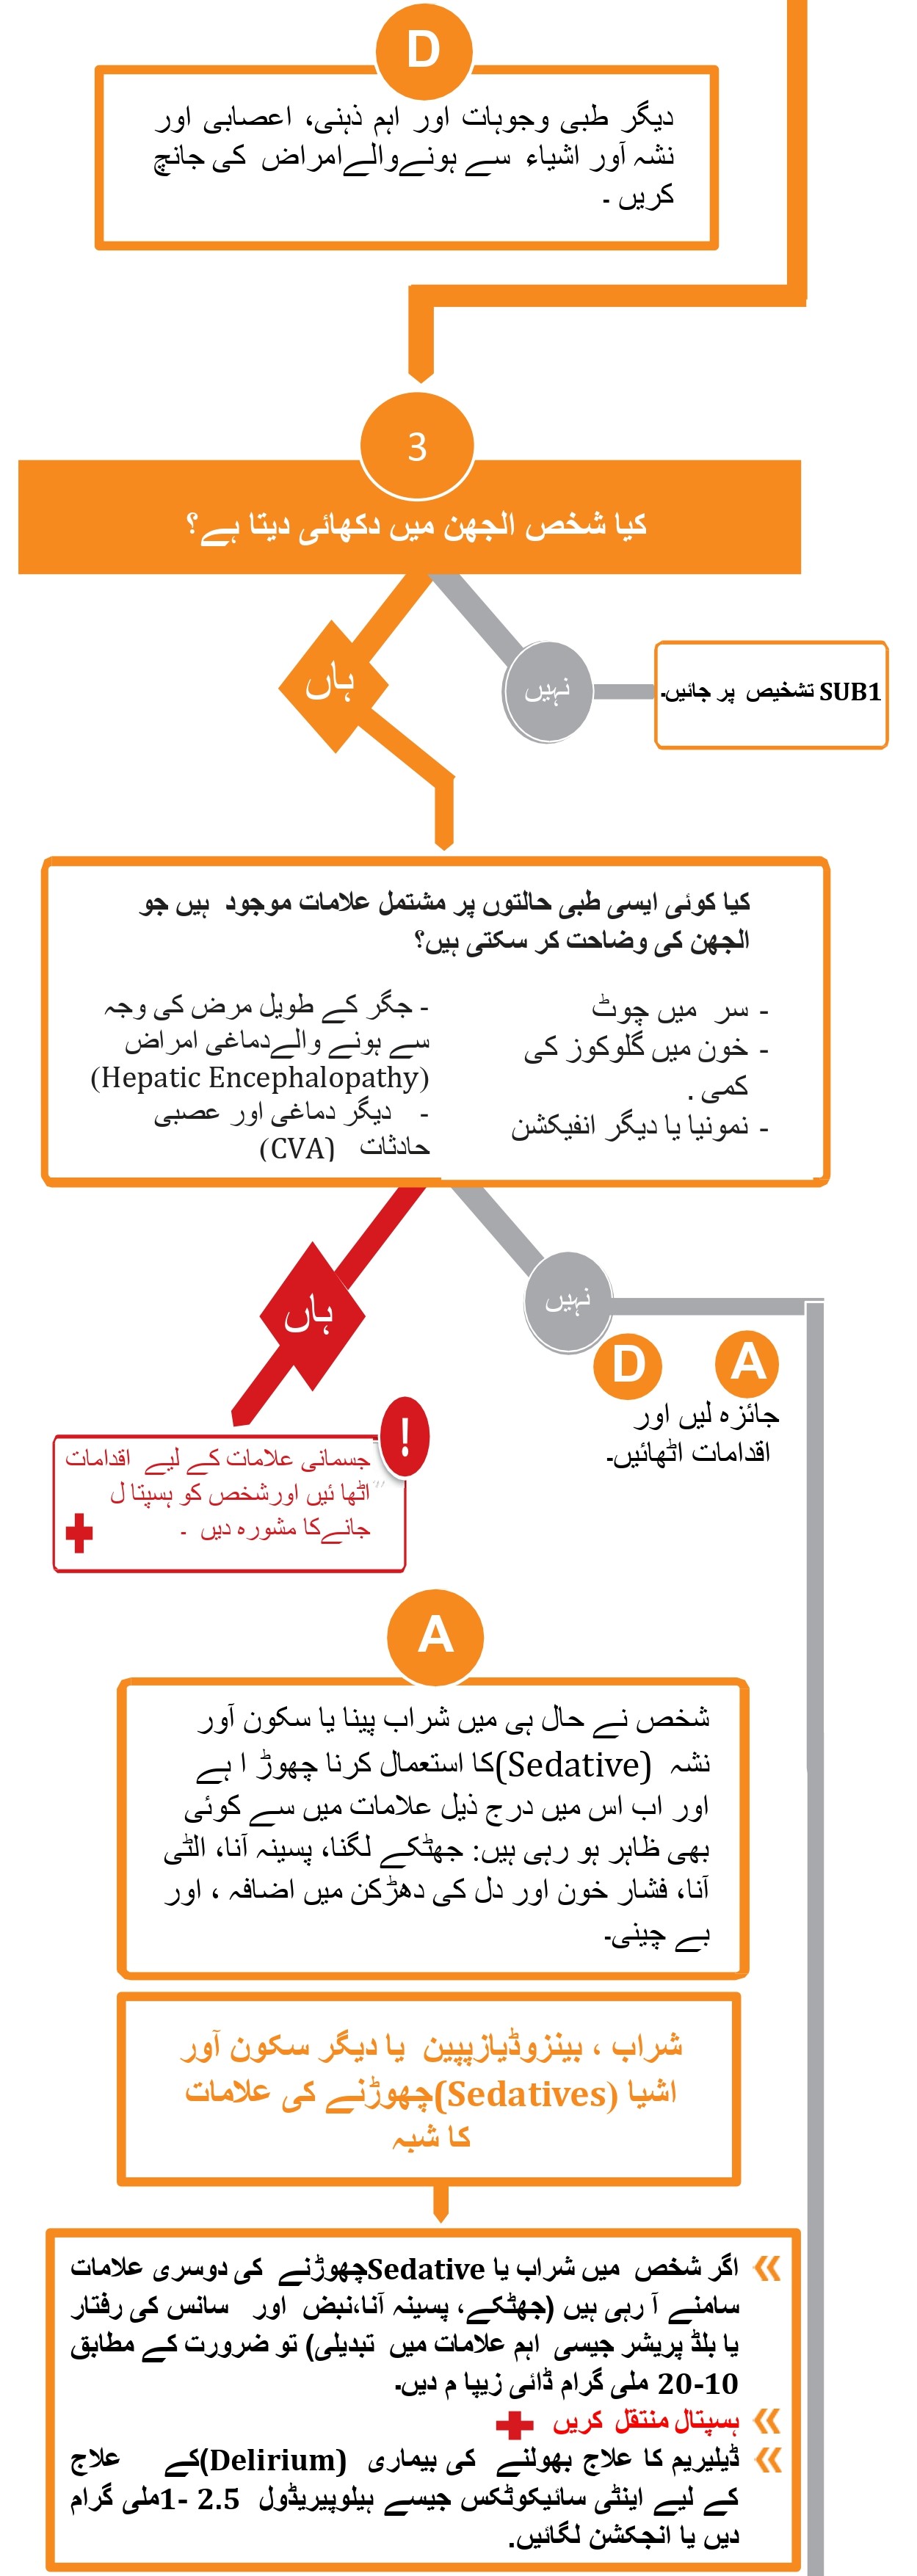 D
دیگر طبی وجوہات اور اہم ذہنی، اعصابی اور
نشہ آور اشیاء سے ہونےوالےامراض کی جانچ
کریں ۔
3
کیا شخص الجھن میں دکھائی دیتا ہے؟
ہاں
نہیں
SUB1 تشخیص پر جائیں۔
کیا کوئی ایسی طبی حالتوں پر مشتمل علامات موجود ہیں جو
الجھن کی وضاحت کر سکتی ہیں؟
- سر میں چوٹ
- خون میں گلوکوز کی
کمی .
- نمونیا یا دیگر انفیکشن
- جگر کے طویل مرض کی وجہ
سے ہونے والےدماغی امراض
(Hepatic Encephalopathy)
- دیگر دماغی اور عصبی
حادثات (CVA)
ہاں
نہیں
D A
جائزہ لیں اور
اقدامات اٹھائیں۔
!
جسمانی علامات کے لیے اقدامات
اٹھا ئیں اورشخص کو ہسپتا ل
جانےکا مشورہ دیں ۔
A
شخص نے حال ہی میں شراب پینا یا سکون آور
نشہ (Sedative)کا استعمال کرنا چھوڑ ا ہے
اور اب اس میں درج ذیل علامات میں سے کوئی
بھی ظاہر ہو رہی ہیں: جھٹکے لگنا، پسینہ آنا، الٹی
آنا، فشار خون اور دل کی دھڑکن میں اضافہ ، اور
بے چینی۔
شراب ، بینزوڈیازیپین یا دیگر سکون آور
اشیا (Sedatives)چھوڑنے کی علامات
کا شبہ
» اگر شخص میں شراب یا Sedativeچھوڑنے کی دوسری علامات
سامنے آ رہی ہیں (جھٹکے، پسینہ آنا،نبض اور سانس کی رفتار
یا بلڈ پریشر جیسی اہم علامات میں تبدیلی) تو ضرورت کے مطابق
10-20 ملی گرام ڈائی زیپا م دیں۔
» ہسپتال منتقل کریں
» ڈیلیریم کا علاج بھولنے کی بیماری (Delirium)کے علاج
کے لیے اینٹی سائیکوٹکس جیسے ہیلوپیریڈول 2.5 -1ملی گرام
دیں یا انجکشن لگائیں.